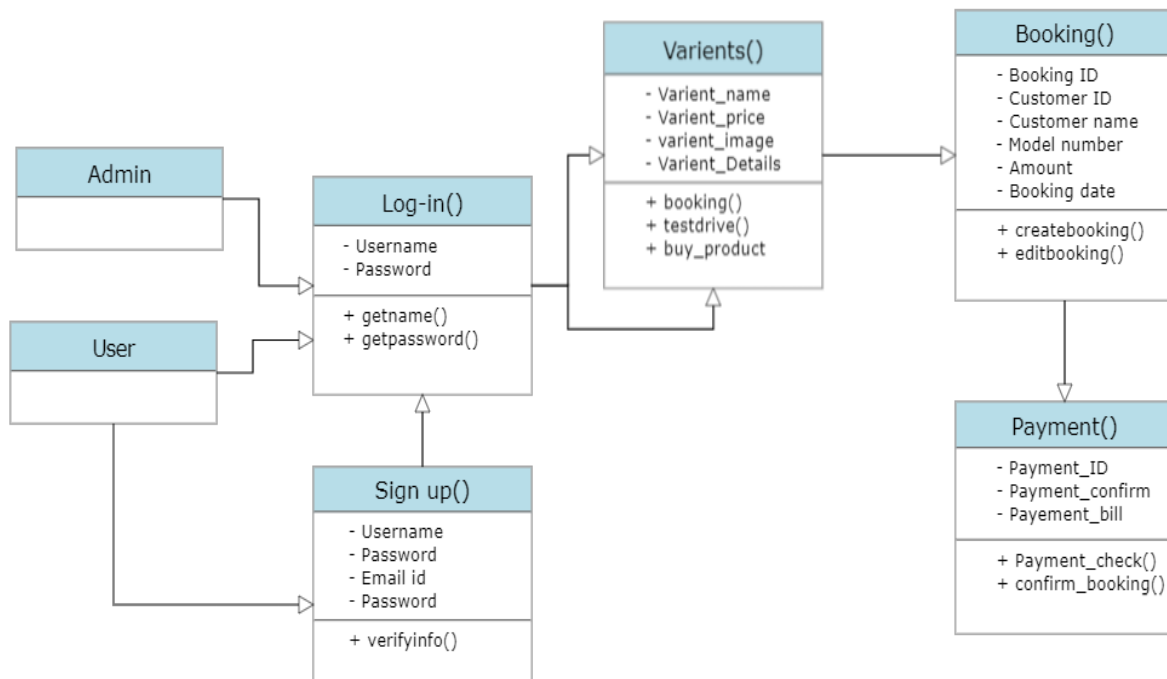 Admin
User
Log-in()
- Username
- Password
+ getname()
+ getpassword()
Sign up()
- Username
- Password
- Email id
- Password
+ verifyinfo()
Varients()
- Varient_name
- Varient_price
- varient_image
- Varient_Details
+ booking()
+ testdrive()
+ buy_product
Booking()
- Booking ID
- Customer ID
- Customer name
- Model number
- Amount
- Booking date
+ createbooking()
+ editbooking()
Payment()
- Payment_ID
- Payment_confirm
- Payement_bill
+ Payment_check()
+ confirm_booking()